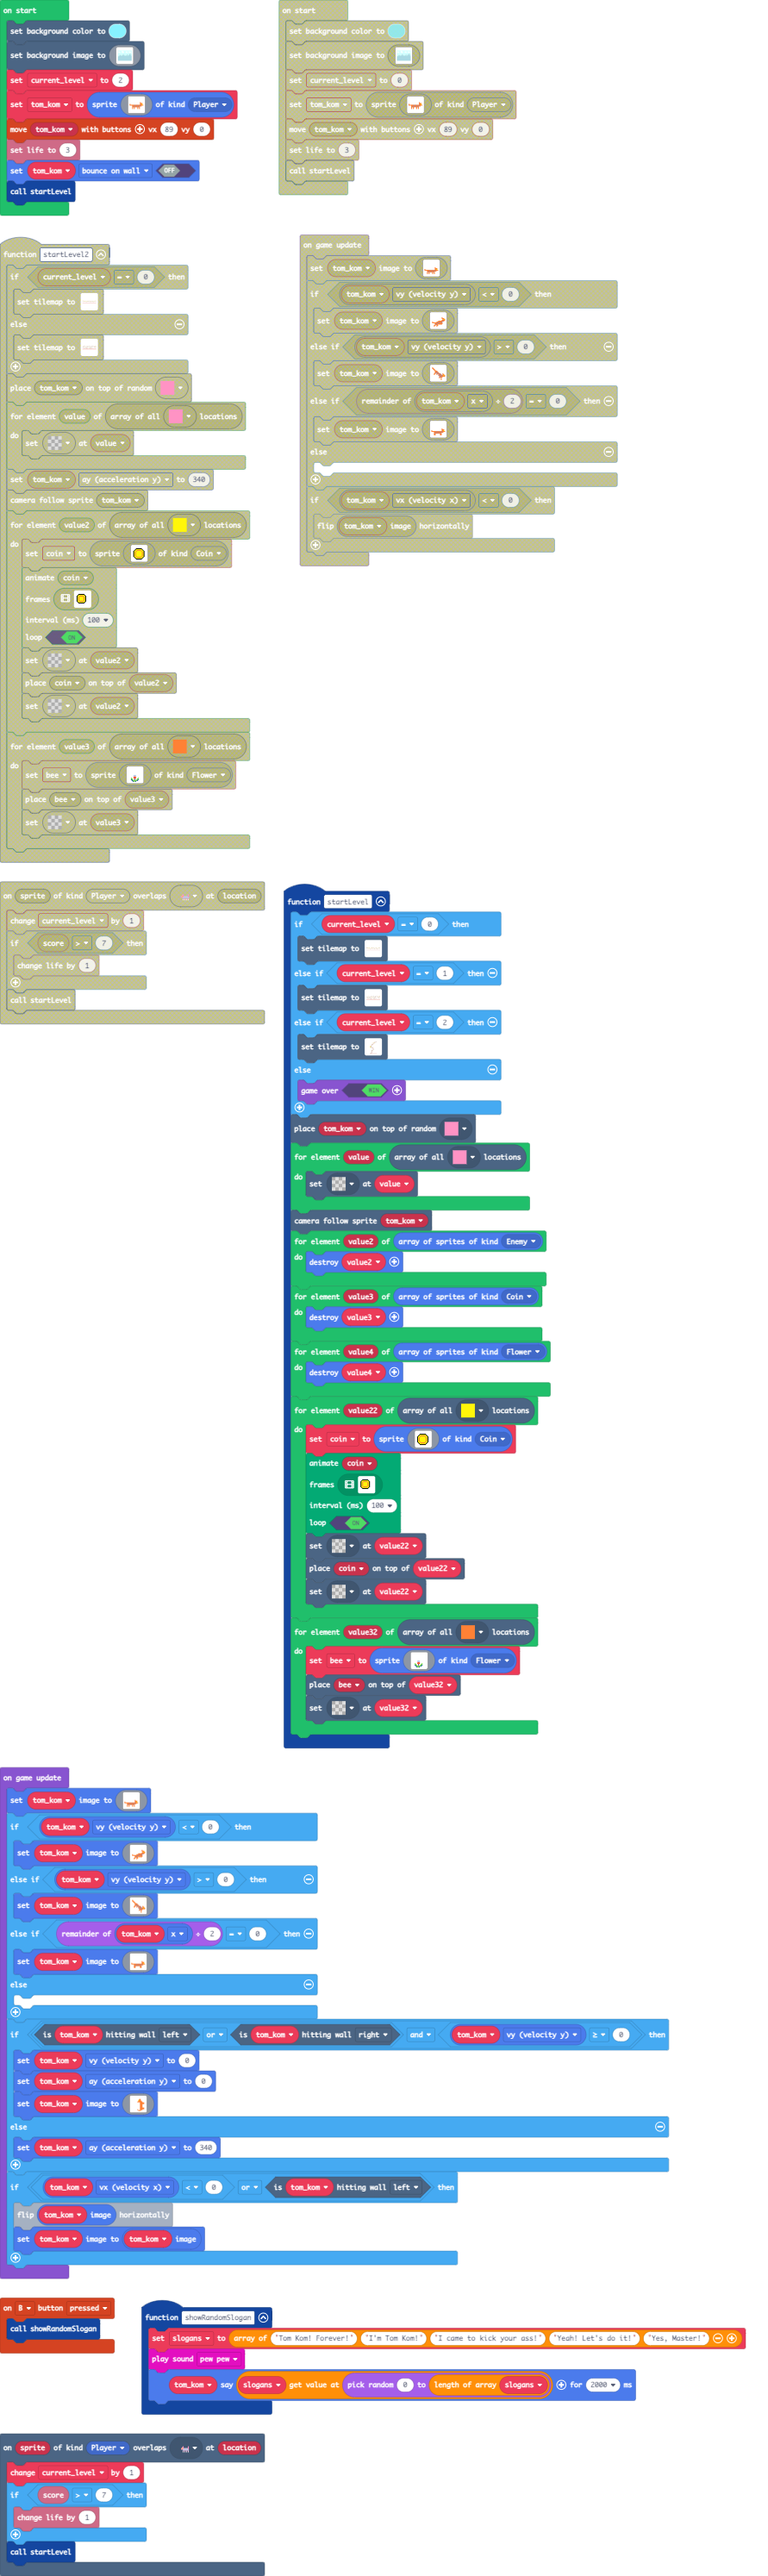 on start
set background color to
set background image to
set current_level to 2
set tom_kom to sprite of kind Player
move tom_kom with buttons vx 89 vy 0
set life to 3
set tom_kom bounce on wall OFF
call startLevel
on start
set background color to
set background image to
set current_level to 0
set tom_kom to sprite of kind Player
move tom_kom with buttons vx 89 vy 0
set life to 3
call startLevel
function startLevel2
if current_level = 0 then
set tilemap to
else
set tilemap to
place tom_kom on top of random
for element value of array of all locations
do
set at value
set tom_kom ay (acceleration y) to 340
camera follow sprite tom_kom
for element value2 of array of all locations
do
set coin to sprite of kind Coin
animate coin
frames
interval (ms) 100
loop ON
set at value2
place coin on top of value2
set at value2
for element value3 of array of all locations
do
set bee to sprite of kind Flower
place bee on top of value3
set at value3
on game update
set tom_kom image to
if tom_kom vy (velocity y) < 0 then
set tom_kom image to
else if tom_kom vy (velocity y) > 0 then
set tom_kom image to
else if remainder of tom_kom x ÷ 2 = 0 then
set tom_kom image to
else
if tom_kom vx (velocity x) < 0 then
flip tom_kom image horizontally
on sprite of kind Player overlaps at location
change current_level by 1
if score > 7 then
change life by 1
call startLevel
function startLevel
if current_level = 0 then
set tilemap to
else if current_level = 1 then
set tilemap to
else if current_level = 2 then
set tilemap to
else
game over WIN
place tom_kom on top of random
for element value of array of all locations
do
set at value
camera follow sprite tom_kom
for element value2 of array of sprites of kind Enemy
do
destroy value2
for element value3 of array of sprites of kind Coin
do
destroy value3
for element value4 of array of sprites of kind Flower
do
destroy value4
for element value22 of array of all locations
do
set coin to sprite of kind Coin
animate coin
frames
interval (ms) 100
loop ON
set at value22
place coin on top of value22
set at value22
for element value32 of array of all locations
do
set bee to sprite of kind Flower
place bee on top of value32
set at value32
on game update
set tom_kom image to
if tom_kom vy (velocity y) < 0 then
set tom_kom image to
else if tom_kom vy (velocity y) > 0 then
set tom_kom image to
else if remainder of tom_kom x ÷ 2 = 0 then
set tom_kom image to
else
if is tom_kom hitting wall left or is tom_kom hitting wall right and tom_kom vy (velocity y) ≥ 0 then
set tom_kom vy (velocity y) to 0
set tom_kom ay (acceleration y) to 0
set tom_kom image to
else
set tom_kom ay (acceleration y) to 340
if tom_kom vx (velocity x) < 0 or is tom_kom hitting wall left then
flip tom_kom image horizontally
set tom_kom image to tom_kom image
on B button pressed
call showRandomSlogan
function showRandomSlogan
set slogans to array of "Tom Kom! Forever!" "I'm Tom Kom!" "I came to kick your ass!" "Yeah! Let's do it!" "Yes, Master!"
play sound pew pew
tom_kom say slogans get value at pick random 0 to length of array slogans for 2000 ms
on sprite of kind Player overlaps at location
change current_level by 1
if score > 7 then
change life by 1
call startLevel